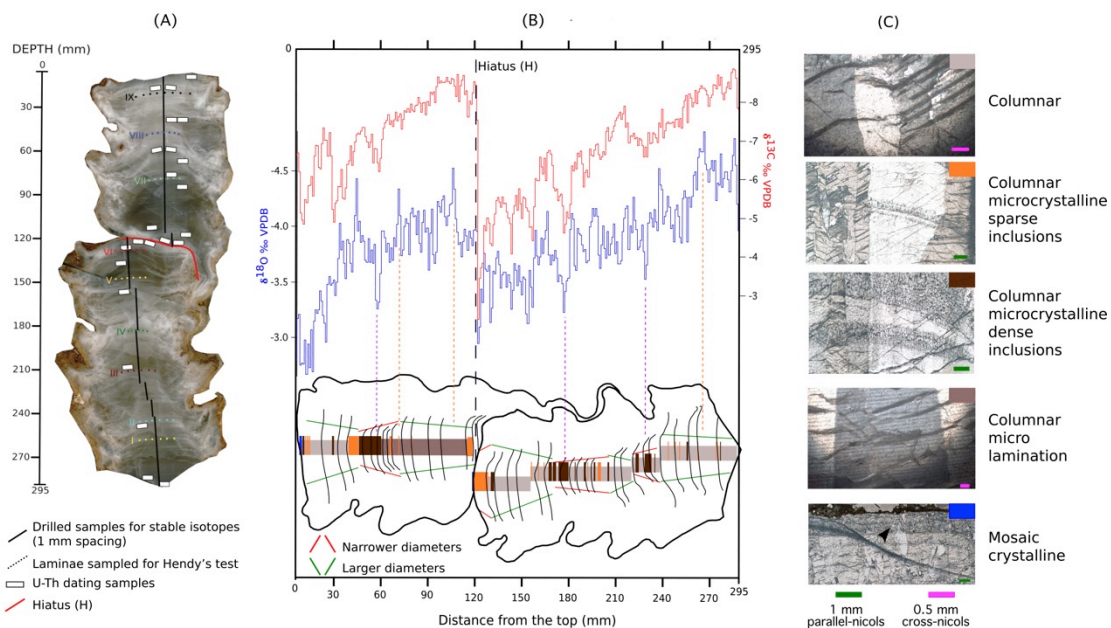 (A)
(B)
(C)
DEPTH (mm)
0
30
60
90
120
150
180
210
240
270
295
IX
VIII
VII
VI
V
IV
III
I
Drilled samples for stable isotopes
(1 mm spacing)
Laminae sampled for Hendy's test
U-Th dating samples
Hiatus (H)
0
295
Hiatus (H)
-4.5
-4.0
-3.5
-3.0
δ18O ‰ VPDB
-8
-7
-6
-5
-4
-3
δ13C ‰ VPDB
Narrower diameters
Larger diameters
0
30
60
90
120
150
180
210
240
270
295
Distance from the top (mm)
Columnar
Columnar
microcrystalline
sparse
inclusions
Columnar
microcrystalline
dense
inclusions
Columnar
micro
lamination
Mosaic
crystalline
1 mm
parallel-nicols
0.5 mm
cross-nicols